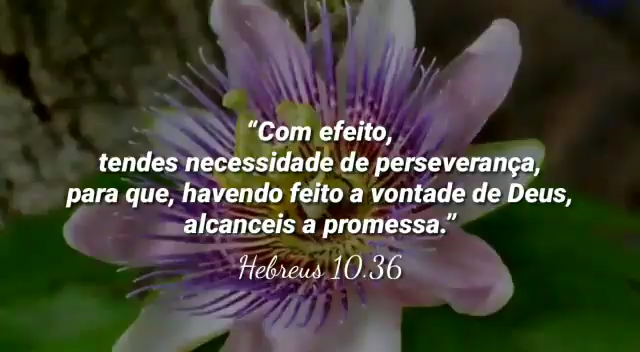 “Com efeito,
tendes necessidade de perseverança,
para que, havendo feito a vontade de Deus,
alcanceis a promessa.”
Hebreus 10.36